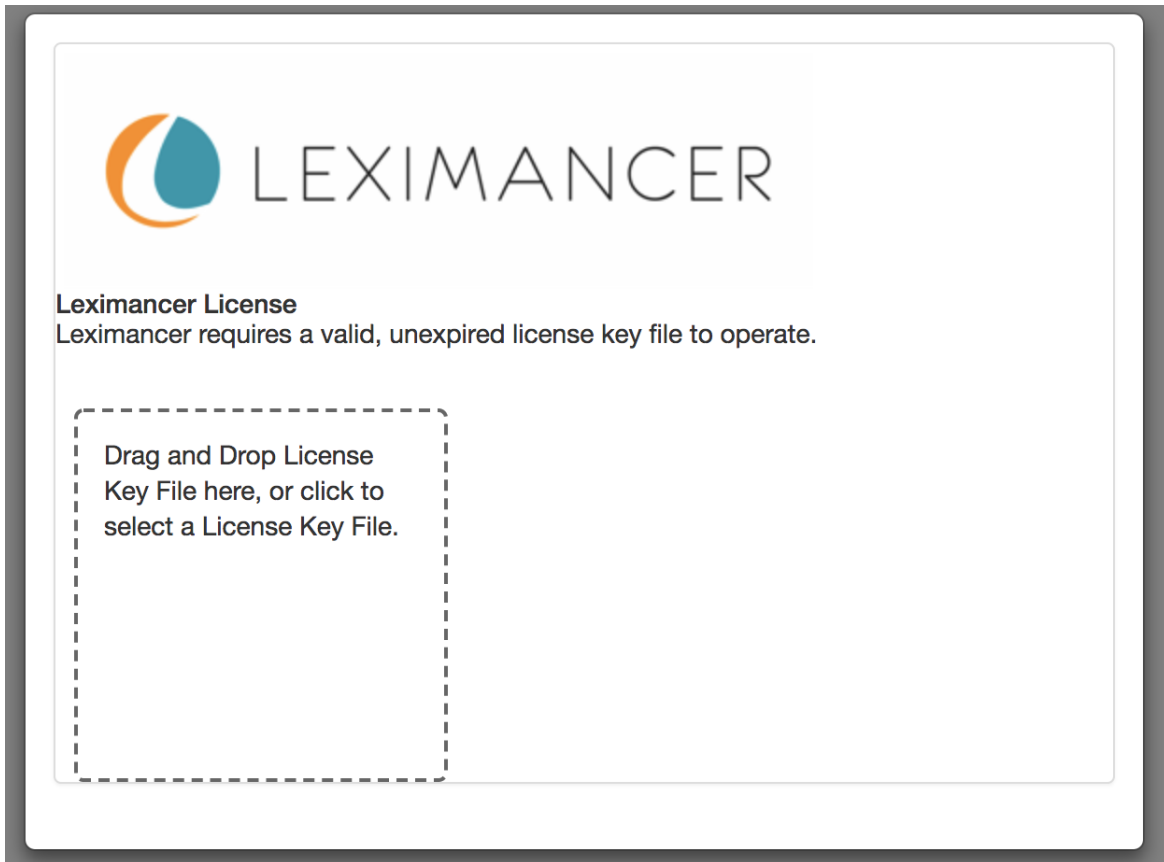 LEXIMANCER
Leximancer License
Leximancer requires a valid, unexpired license key file to operate.
Drag and Drop License
Key File here, or click to
select a License Key File.